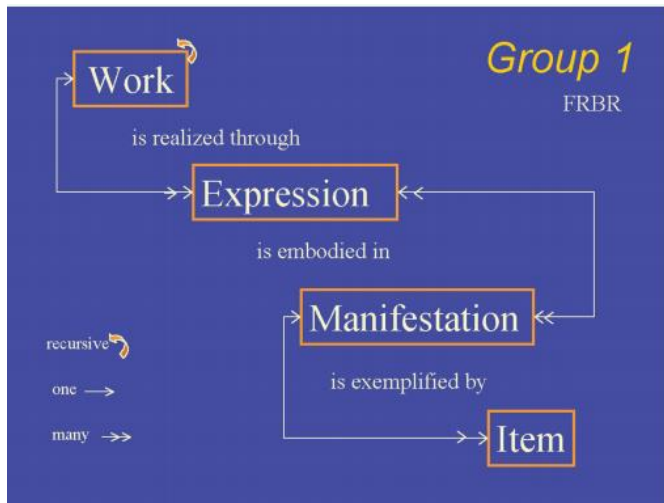 Group 1
FRBR
Work
is realized through
Expression
is embodied in
Manifestation
is exemplified by
Item
recursive
one
many